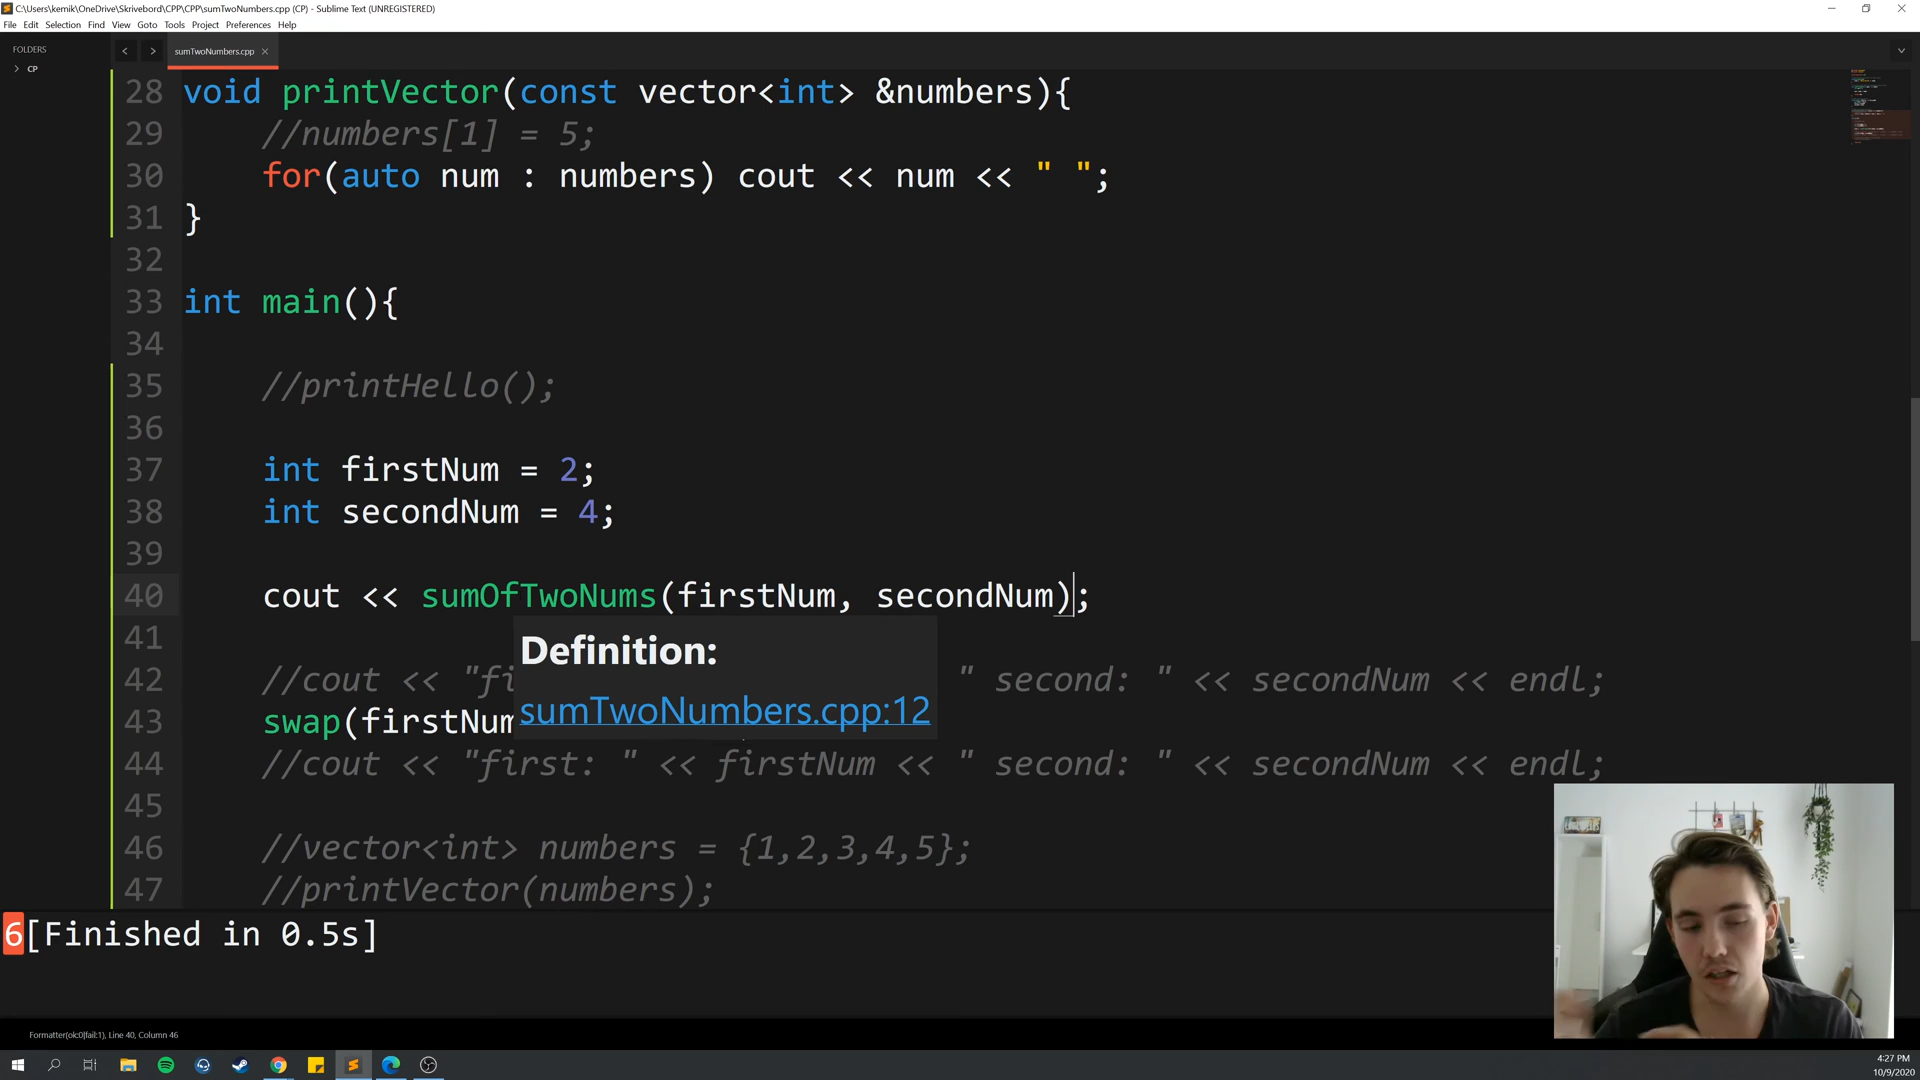 C:\Users\kemik\OneDrive\Skrivebord\CPP\CPP\sumTwoNumbers.cpp (CP) - Sublime Text (UNREGISTERED)
File Edit Selection Find View Goto Tools Project Preferences Help
FOLDERS
CP
sumTwoNumbers.cpp
28 void printVector(const vector<int> &numbers){
29 //numbers[1] = 5;
30 for(auto num : numbers) cout << num << " ";
31 }
32
33 int main(){
34
35 //printHello();
36
37 int firstNum = 2;
38 int secondNum = 4;
39
40 cout << sumOfTwoNums(firstNum, secondNum);
41
Definition:
sumTwoNumbers.cpp:12
42 //cout << "fi " second: " << secondNum << endl;
43 swap(firstNum
44 //cout << "first: " << firstNum << " second: " << secondNum << endl;
45
46 //vector<int> numbers = {1,2,3,4,5};
47 //printVector(numbers);
6[Finished in 0.5s]
Formatter(ok:0|fail:1), Line 40, Column 46
4:27 PM
10/9/2020